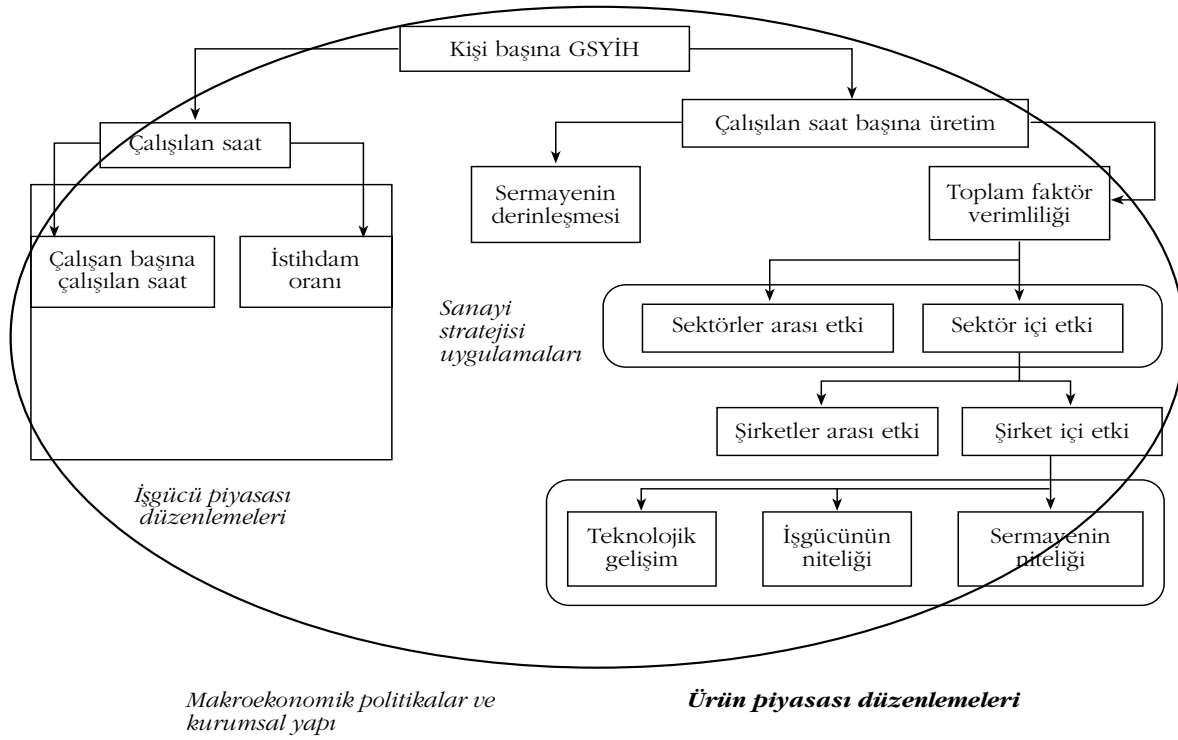 Kişi başına GSYİH
Çalışılan saat
Çalışılan saat başına üretim
Sermayenin
derinleşmesi
Toplam faktör
verimliliği
Çalışan başına
çalışılan saat
İstihdam
oranı
Sanayi
stratejisi
uygulamaları
Sektörler arası etki
Sektör içi etki
Şirketler arası etki
Şirket içi etki
İşgücü piyasası
düzenlemeleri
Teknolojik
gelişim
İşgücünün
niteliği
Sermayenin
niteliği
Makroekonomik politikalar ve
kurumsal yapı
Ürün piyasası düzenlemeleri